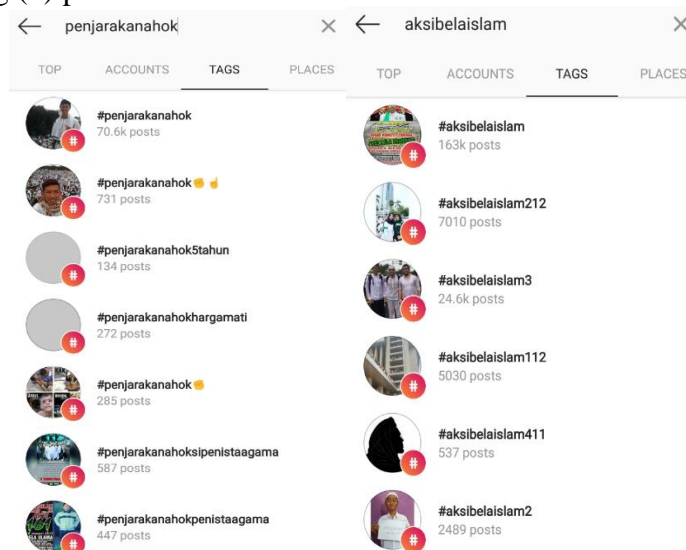 penjarakanahok
TOP ACCOUNTS TAGS PLACES
#penjarakanahok
70.6k posts
#penjarakanahok✊☝
731 posts
#penjarakanahok5tahun
134 posts
#penjarakanahokhargamati
272 posts
#penjarakanahok✊
285 posts
#penjarakanahoksipenistaagama
587 posts
#penjarakanahokpenistaagama
447 posts
aksibelaislam
TOP ACCOUNTS TAGS PLACES
#aksibelaislam
163k posts
#aksibelaislam212
7010 posts
#aksibelaislam3
24.6k posts
#aksibelaislam112
5030 posts
#aksibelaislam411
537 posts
#aksibelaislam2
2489 posts